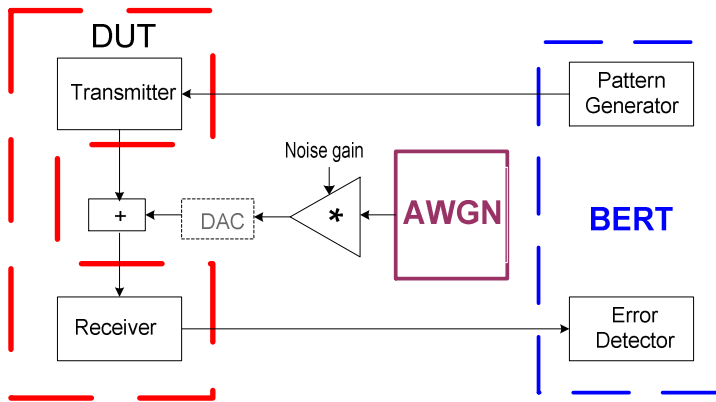 DUT
Transmitter
Pattern
Generator
Noise gain
*
AWGN
+
DAC
BERT
Receiver
Error
Detector